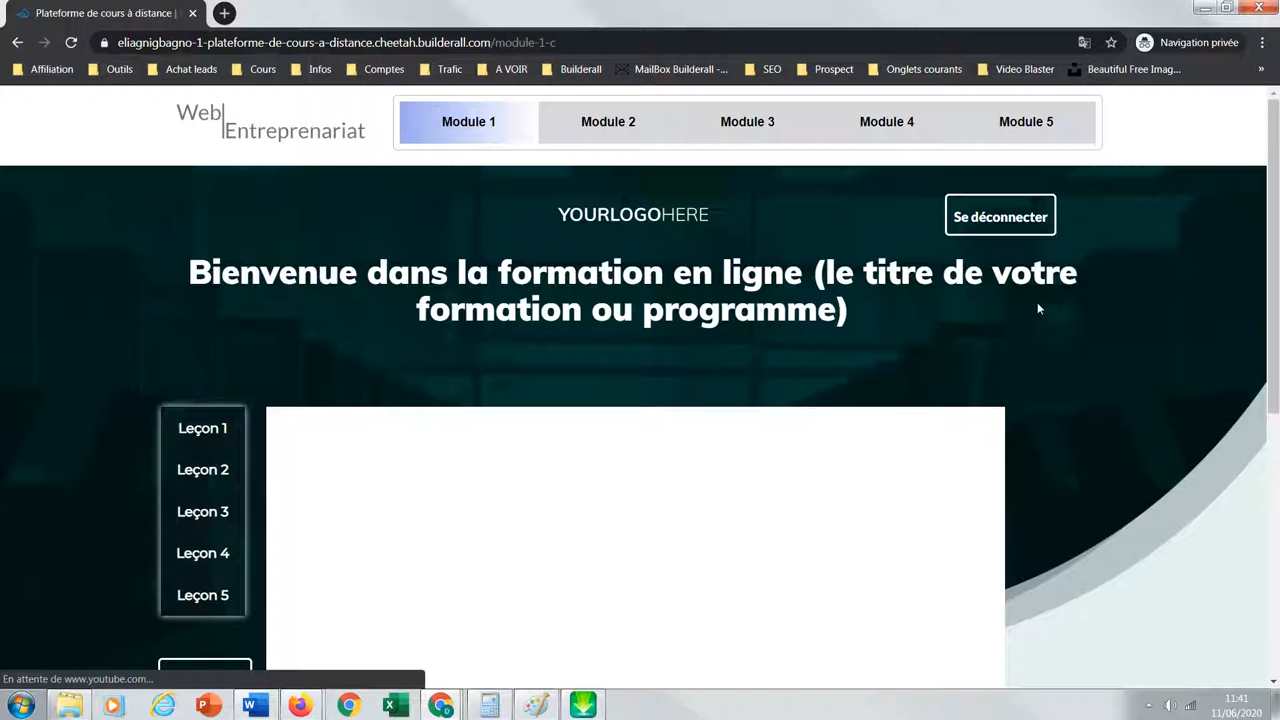 Plateforme de cours à distance |
eliagnigbagno-1-plateforme-de-cours-a-distance.cheetah.builderall.com/module-1-c
Navigation privée
Affiliation Outils Achat leads Cours Infos Comptes Trafic A VOIR Builderall MailBox Builderall -... SEO Prospect Onglets courants Video Blaster Beautiful Free Imag... »
Web
Entreprenariat
Module 1 Module 2 Module 3 Module 4 Module 5
YOURLOGOHERE
Se déconnecter
Bienvenue dans la formation en ligne (le titre de votre
formation ou programme)
Leçon 1
Leçon 2
Leçon 3
Leçon 4
Leçon 5
En attente de www.youtube.com...
11:41
11/06/2020